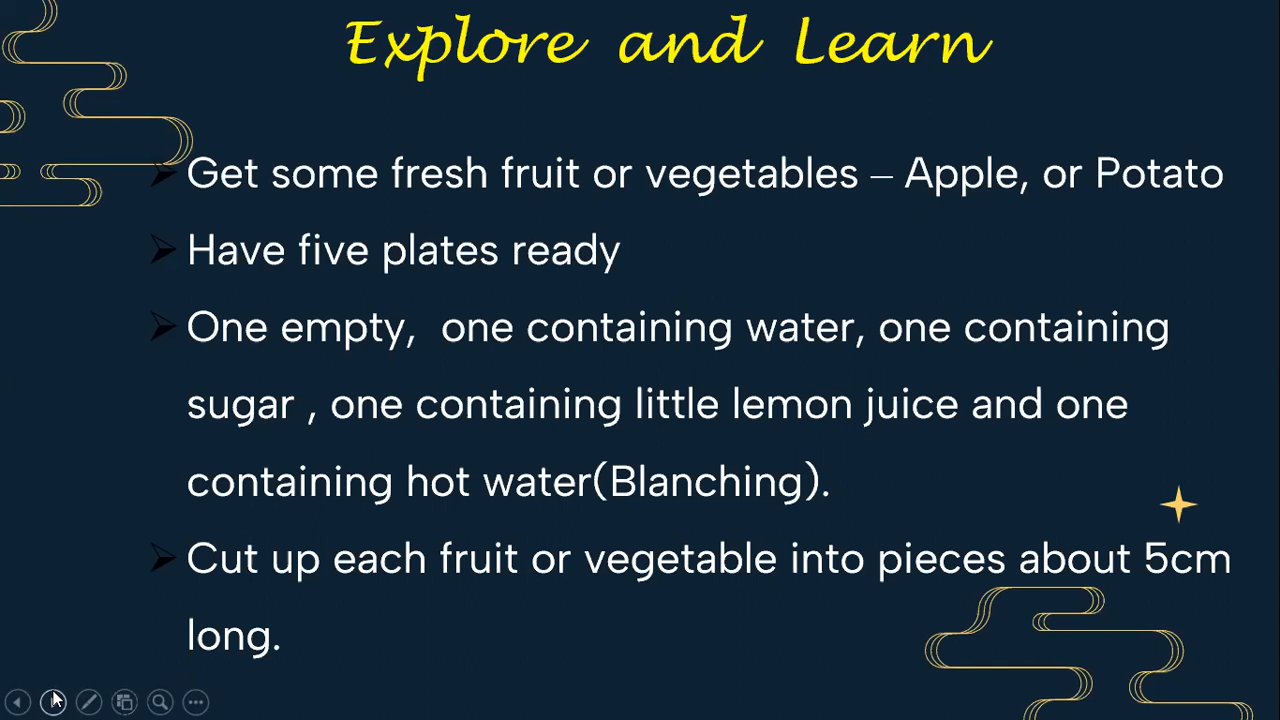 Explore and Learn
Get some fresh fruit or vegetables – Apple, or Potato
Have five plates ready
One empty,  one containing water, one containing
sugar , one containing little lemon juice and one
containing hot water(Blanching).
Cut up each fruit or vegetable into pieces about 5cm
long.